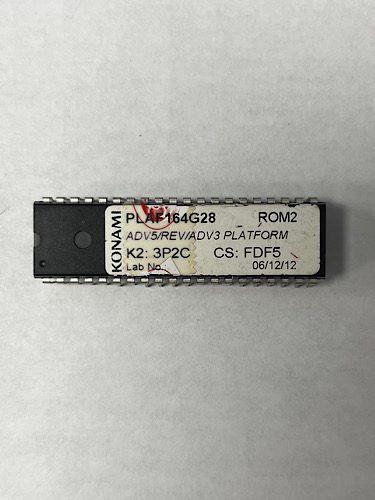 KONAMI
PLAF164G28 ROM2
ADV5/REV/ADV3 PLATFORM
K2: 3P2C CS: FDF5
Lab No.: 06/12/12